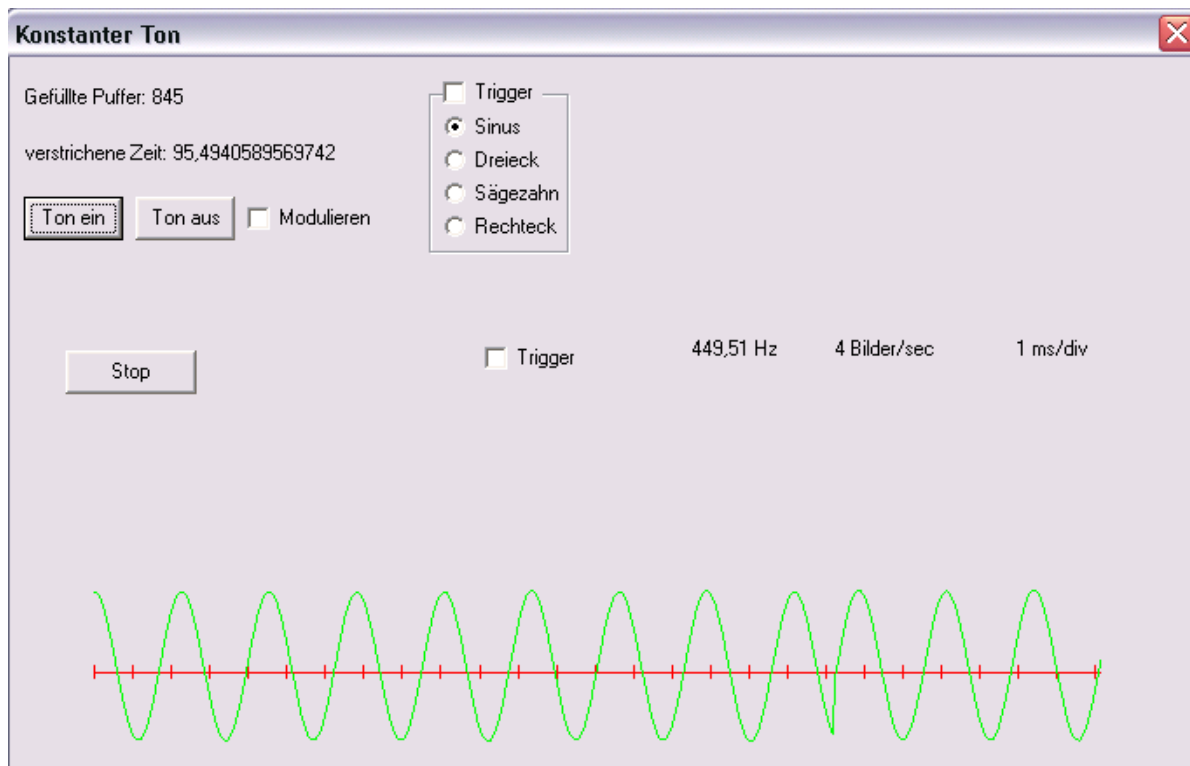 Konstanter Ton
Gefüllte Puffer: 845
verstrichene Zeit: 95,4940589569742
Ton ein
Ton aus
Modulieren
Trigger
Sinus
Dreieck
Sägezahn
Rechteck
Stop
Trigger
449,51 Hz
4 Bilder/sec
1 ms/div